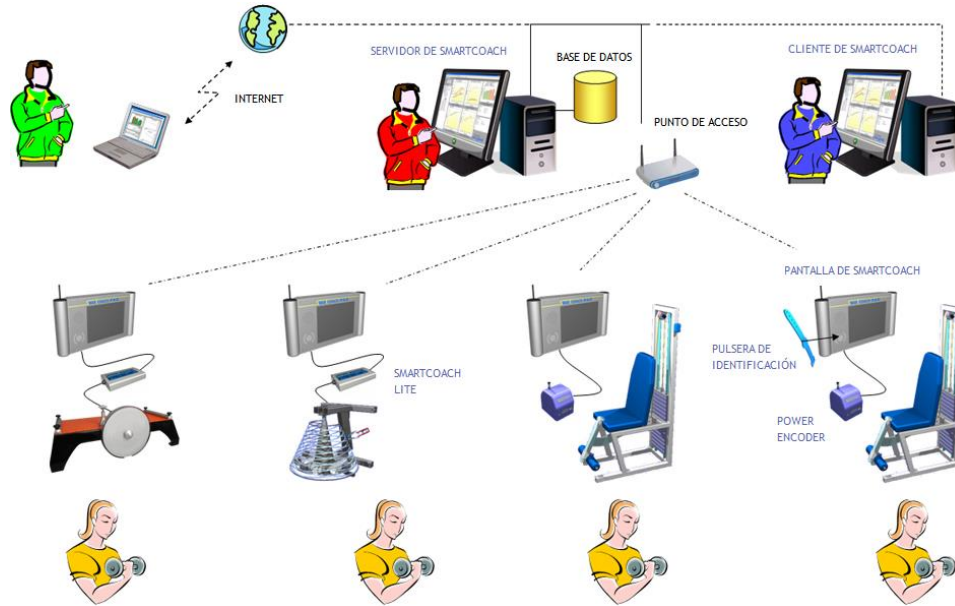 SERVIDOR DE SMARTCOACH
BASE DE DATOS
CLIENTE DE SMARTCOACH
INTERNET
PUNTO DE ACCESO
PANTALLA DE SMARTCOACH
SMARTCOACH
LITE
PULSERA DE
IDENTIFICACIÓN
POWER
ENCODER